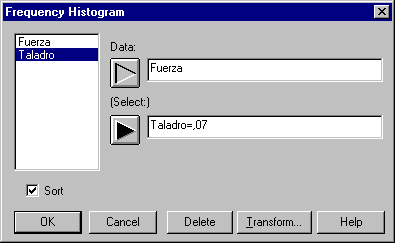 Frequency Histogram
Fuerza
Taladro
Data:
Fuerza
(Select:)
Taladro=,07
Sort
OK
Cancel
Delete
Transform...
Help